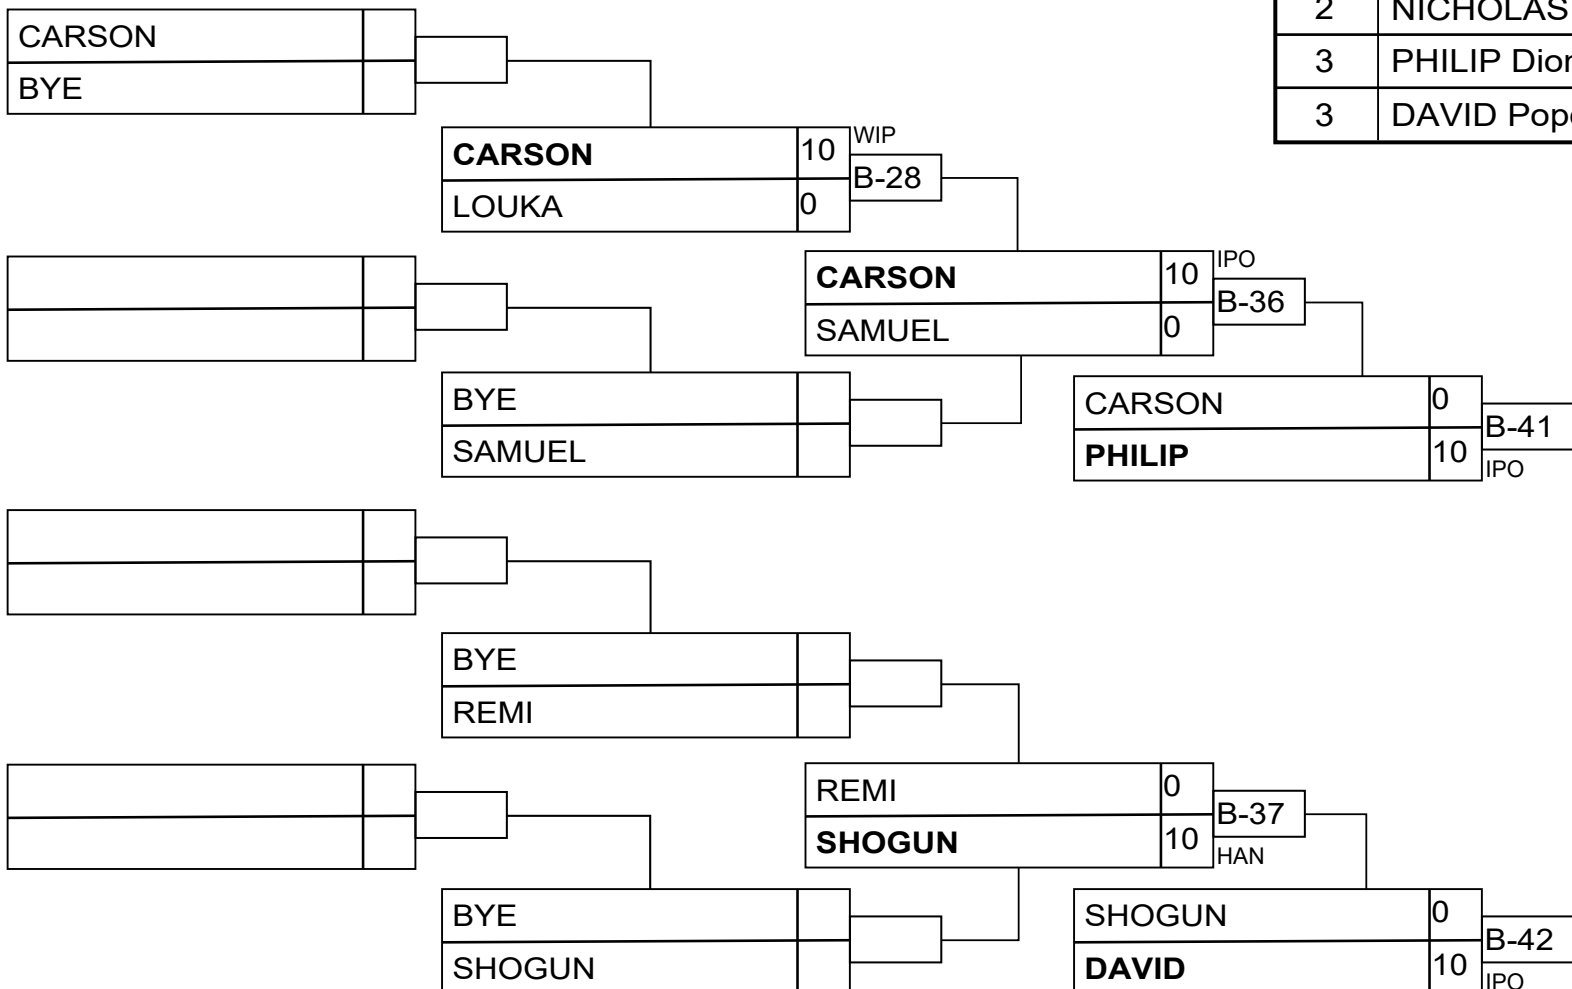 2 NICHOLAS
CARSON
3 PHILIP
BYE
3 DAVID
WIP
CARSON 10
B-28
LOUKA 0
IPO
CARSON 10
B-36
SAMUEL 0
BYE
CARSON 0
B-41
SAMUEL
PHILIP 10
IPO
BYE
REMI
REMI 0
B-37
SHOGUN 10
HAN
BYE
SHOGUN 0
B-42
SHOGUN
DAVID 10
IPO